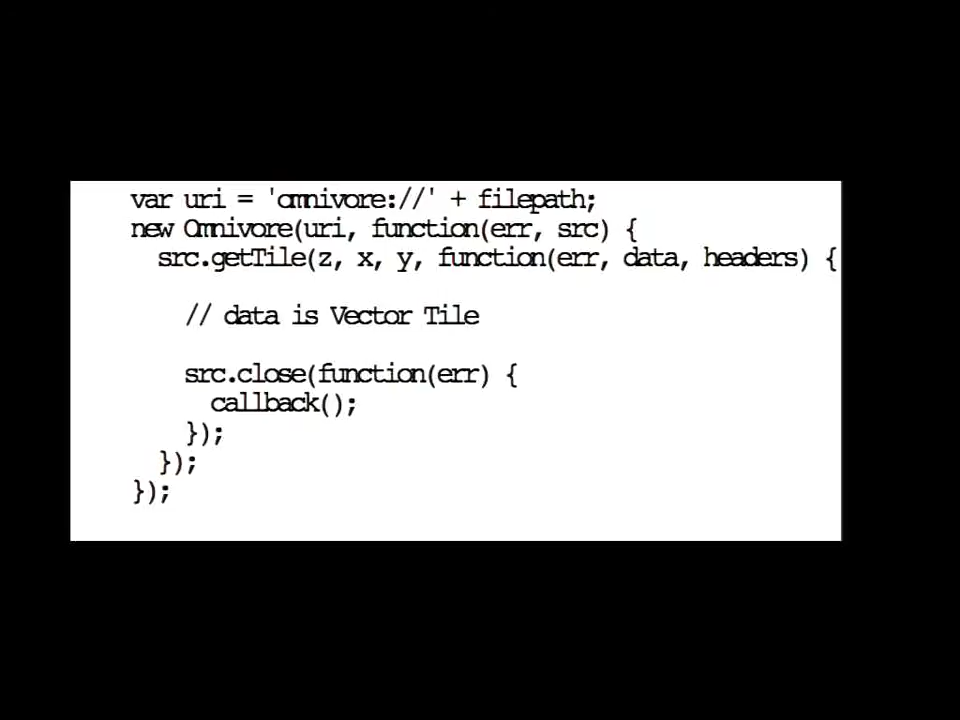 var uri = 'omnivore://' + filepath;
new Omnivore(uri, function(err, src) {
  src.getTile(z, x, y, function(err, data, headers) {

    // data is Vector Tile

    src.close(function(err) {
      callback();
    });
  });
});